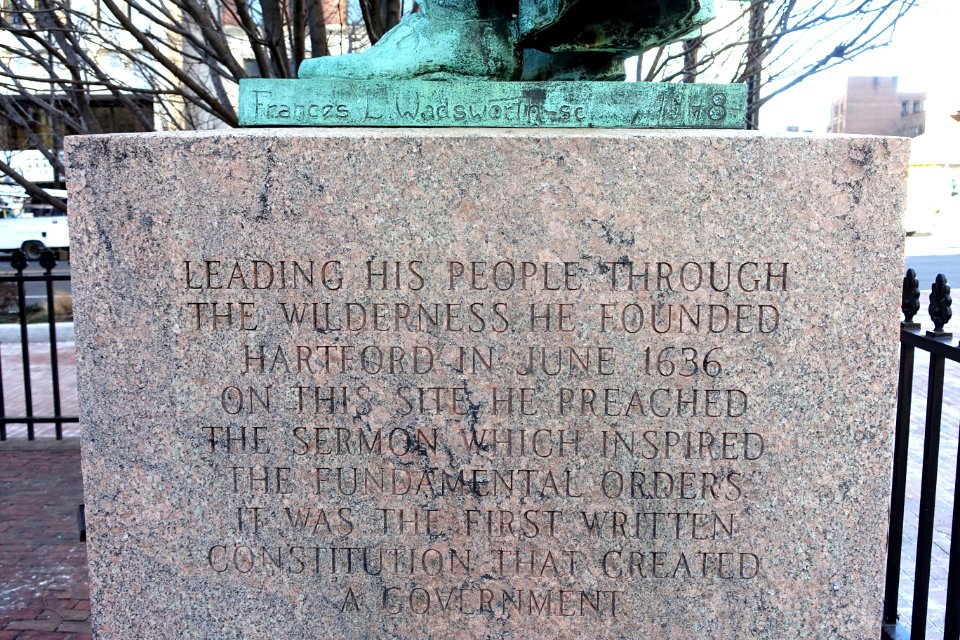 Frances L Wadsworth-sc
LEADING HIS PEOPLE THROUGH
THE WILDERNESS HE FOUNDED
HARTFORD IN JUNE 1636
ON THIS SITE HE PREACHED
THE SERMON WHICH INSPIRED
THE FUNDAMENTAL ORDERS
IT WAS THE FIRST WRITTEN
CONSTITUTION THAT CREATED
A GOVERNMENT